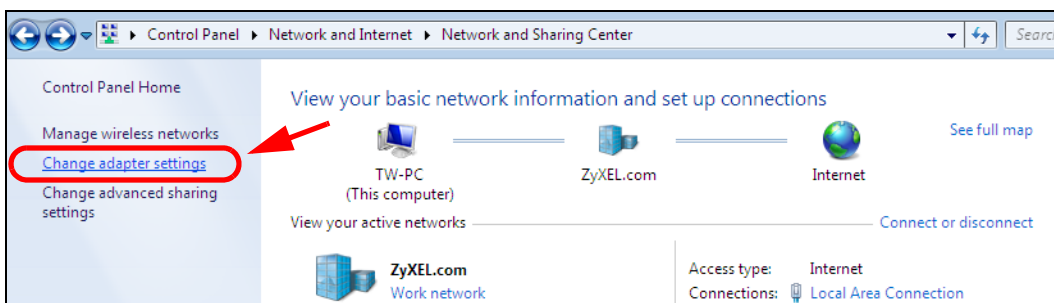 Control Panel Network and Internet Network and Sharing Center
Control Panel Home
Manage wireless networks
Change adapter settings
Change advanced sharing
settings
View your basic network information and set up connections
See full map
TW-PC
(This computer)
ZyXEL.com
Internet
View your active networks
Connect or disconnect
ZyXEL.com
Work network
Access type: Internet
Connections: Local Area Connection